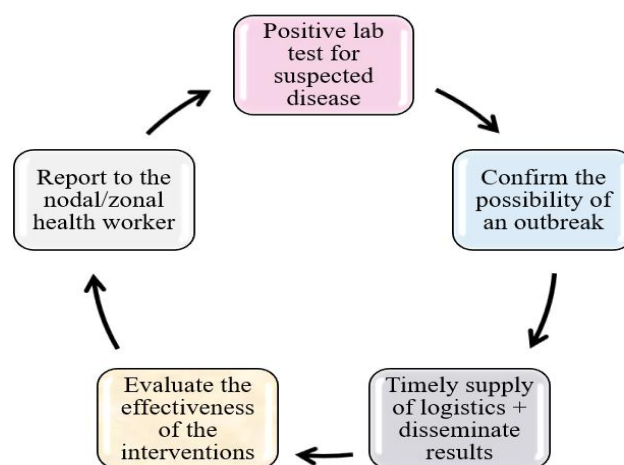 Positive lab
test for
suspected
disease
Confirm the
possibility of
an outbreak
Timely supply
of logistics +
disseminate
results
Evaluate the
effectiveness
of the
interventions
Report to the
nodal/zonal
health worker